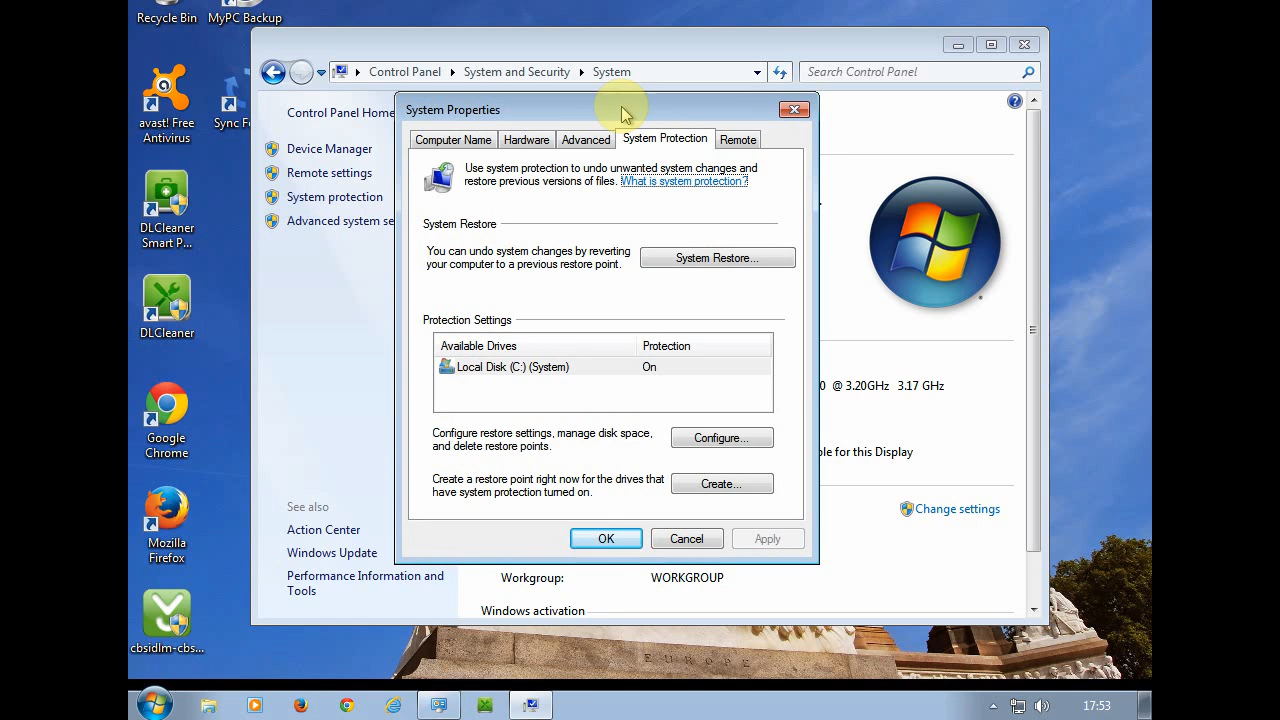 Recycle Bin
MyPC Backup
avast! Free
Antivirus
Sync F
DLCleaner
Smart P...
DLCleaner
Google
Chrome
Mozilla
Firefox
cbsidlm-cbs...
Control Panel
System and Security
System
Search Control Panel
Control Panel Home
Device Manager
Remote settings
System protection
Advanced system se
See also
Action Center
Windows Update
Performance Information and
Tools
System Properties
Computer Name
Hardware
Advanced
System Protection
Remote
Use system protection to undo unwanted system changes and
restore previous versions of files. What is system protection?
System Restore
You can undo system changes by reverting
your computer to a previous restore point.
System Restore...
Protection Settings
Available Drives
Protection
Local Disk (C:) (System)
On
Configure restore settings, manage disk space,
and delete restore points.
Configure...
Create a restore point right now for the drives that
have system protection turned on.
Create...
OK
Cancel
Apply
0 @ 3.20GHz 3.17 GHz
ble for this Display
Change settings
Workgroup:
WORKGROUP
Windows activation
EUROPE
17:53